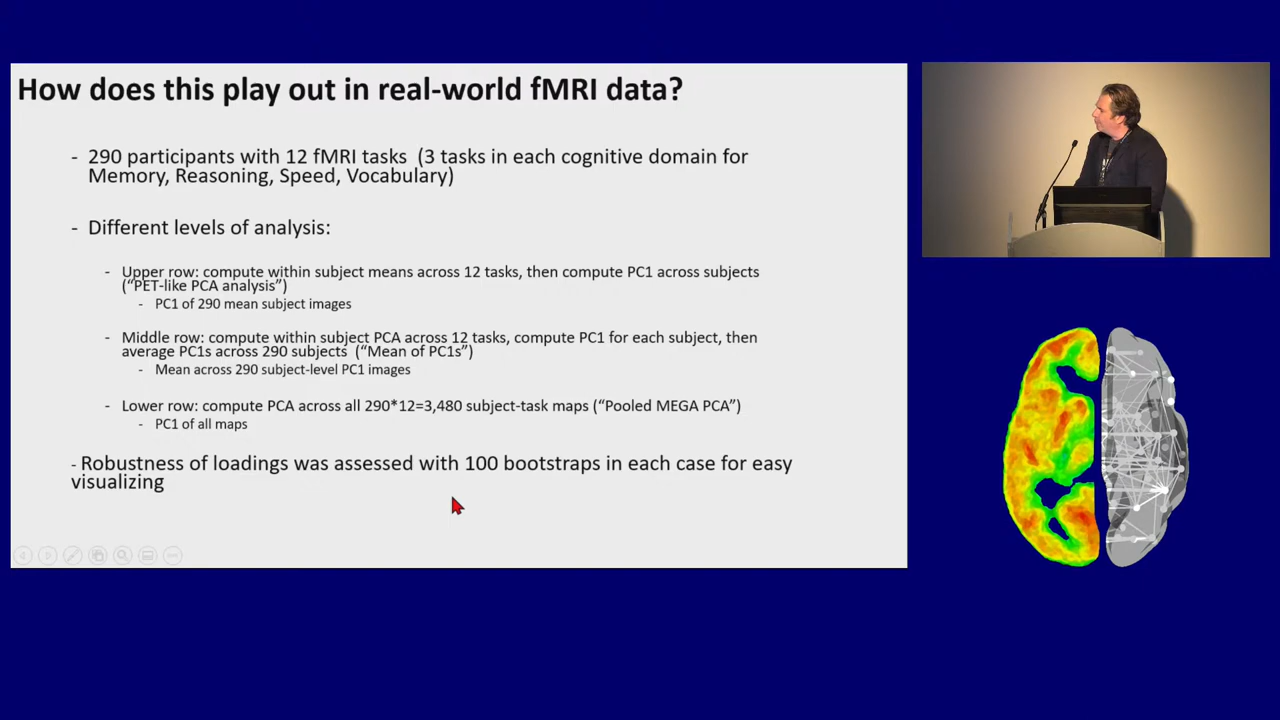 How does this play out in real-world fMRI data?
- 290 participants with 12 fMRI tasks (3 tasks in each cognitive domain for
Memory, Reasoning, Speed, Vocabulary)
- Different levels of analysis:
- Upper row: compute within subject means across 12 tasks, then compute PC1 across subjects
("PET-like PCA analysis")
- PC1 of 290 mean subject images
- Middle row: compute within subject PCA across 12 tasks, compute PC1 for each subject, then
average PC1s across 290 subjects ("Mean of PC1s")
- Mean across 290 subject-level PC1 images
- Lower row: compute PCA across all 290*12=3,480 subject-task maps ("Pooled MEGA PCA")
- PC1 of all maps
- Robustness of loadings was assessed with 100 bootstraps in each case for easy
visualizing